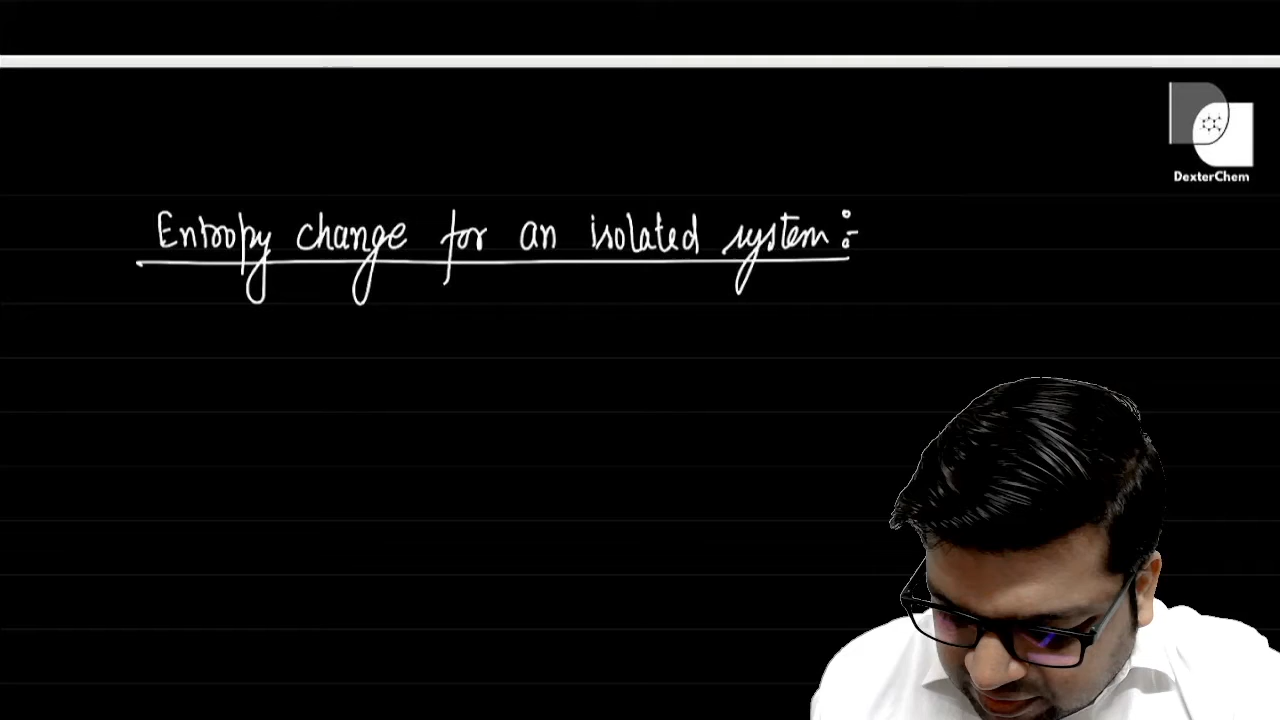 DexterChem
Entropy change for an isolated system :-